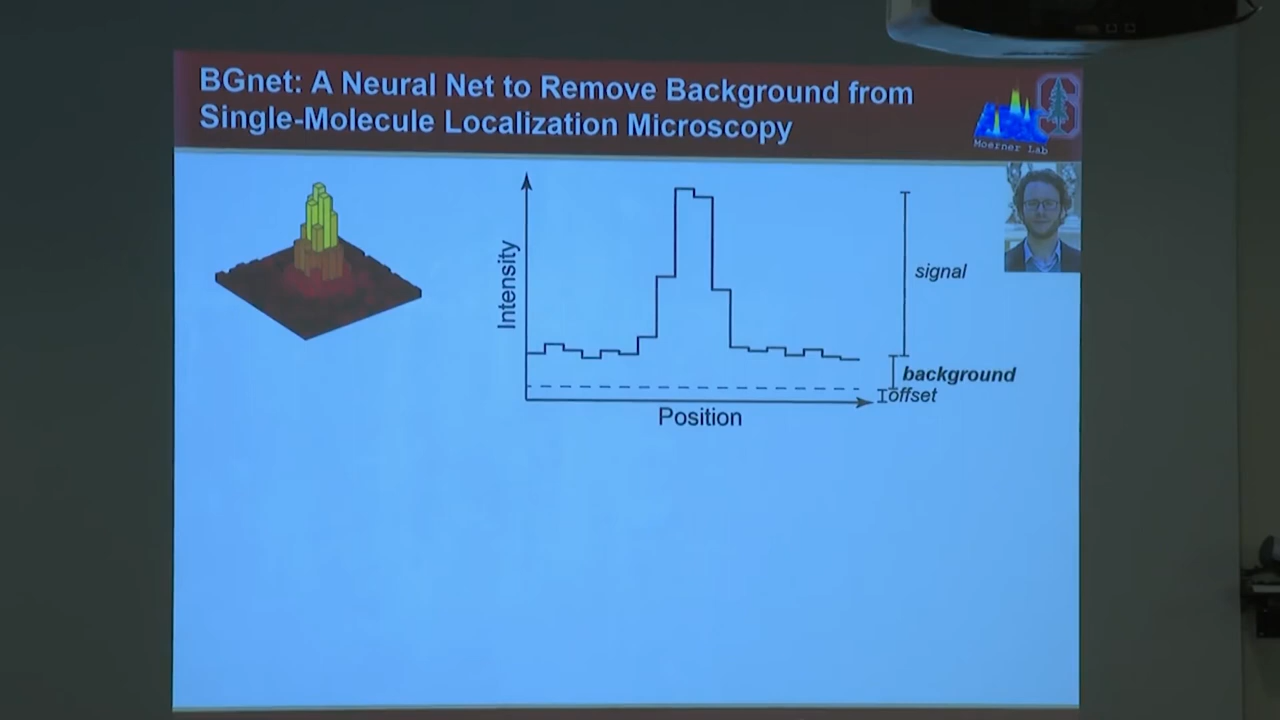 BGnet: A Neural Net to Remove Background from
Single-Molecule Localization Microscopy
Moerner Lab
S
Intensity
signal
background
offset
Position